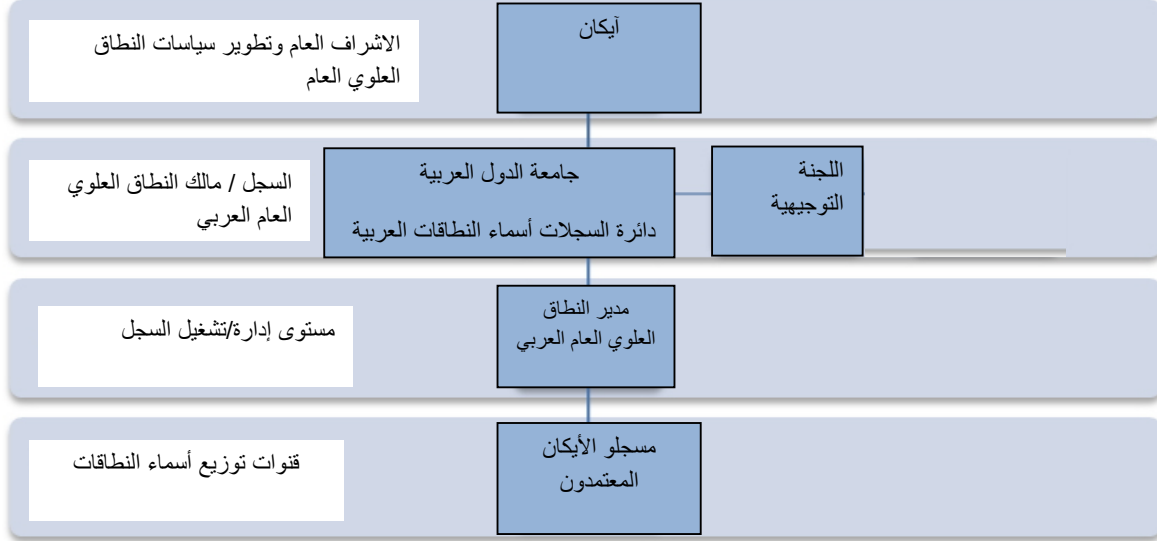 آيكان
الاشراف العام وتطوير سياسات النطاق
العلوي العام
اللجنة
التوجيهية
جامعة الدول العربية
دائرة السجلات أسماء النطاقات العربية
السجل / مالك النطاق العلوي
العام العربي
مدير النطاق
العلوي العام العربي
مستوى إدارة/تشغيل السجل
مسجلو الأيكان
المعتمدون
قنوات توزيع أسماء النطاقات